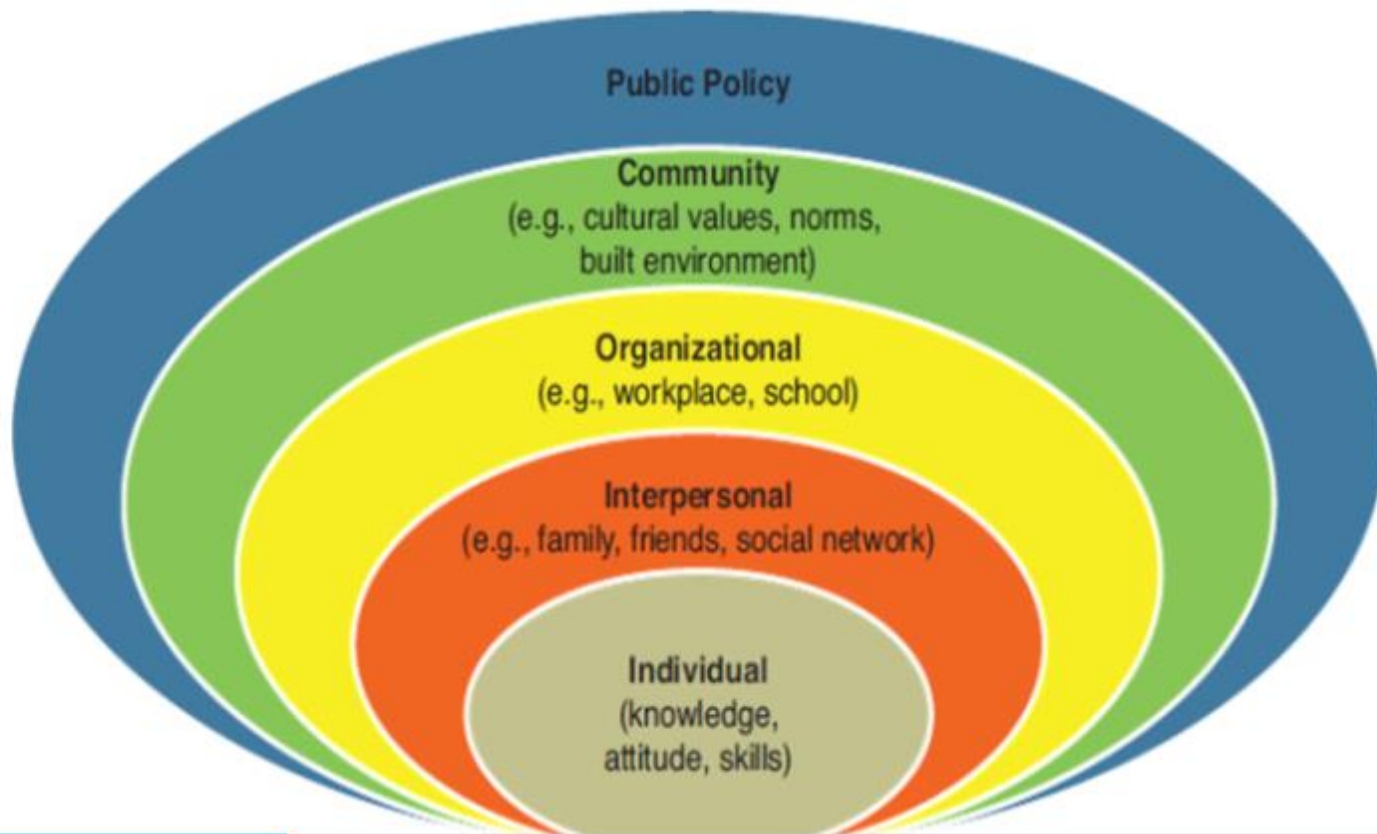 Public Policy
Community
(e.g., cultural values, norms,
built environment)
Organizational
(e.g., workplace, school)
Interpersonal
(e.g., family, friends, social network)
Individual
(knowledge,
attitude, skills)